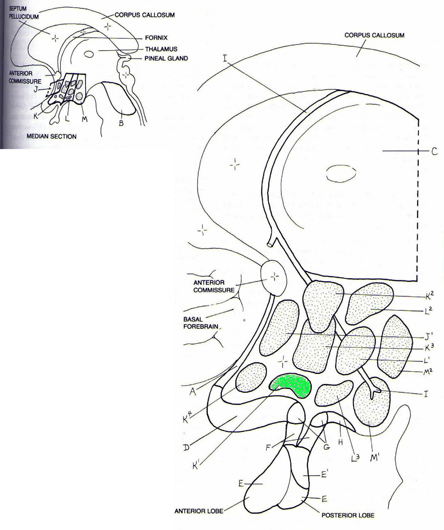 SEPTUM
PELLUCIDUM
CORPUS CALLOSUM
FORNIX
THALAMUS
PINEAL GLAND
ANTERIOR
COMMISSURE
J
K
L
M
B
MEDIAN SECTION
CORPUS CALLOSUM
I
C
ANTERIOR
COMMISSURE
K²
L²
BASAL
FOREBRAIN
J¹
K³
L¹
M²
A
I
K⁴
D
F
G
H
L³
M¹
K¹
E
E¹
E
ANTERIOR LOBE
POSTERIOR LOBE